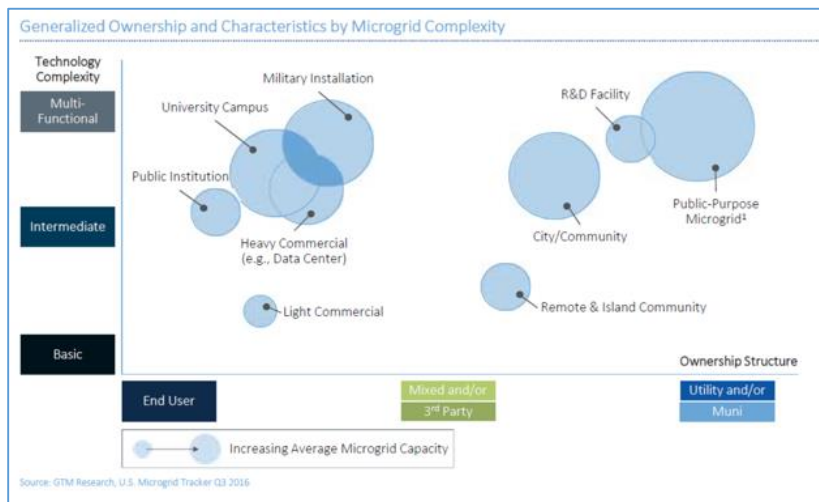 Generalized Ownership and Characteristics by Microgrid Complexity
Technology
Complexity
Multi-
Functional
Intermediate
Basic
Military Installation
University Campus
Public Institution
Heavy Commercial
(e.g., Data Center)
Light Commercial
R&D Facility
Public-Purpose
Microgrid¹
City/Community
Remote & Island Community
Ownership Structure
End User
Mixed and/or
3rd Party
Utility and/or
Muni
Increasing Average Microgrid Capacity
Source: GTM Research, U.S. Microgrid Tracker Q3 2016